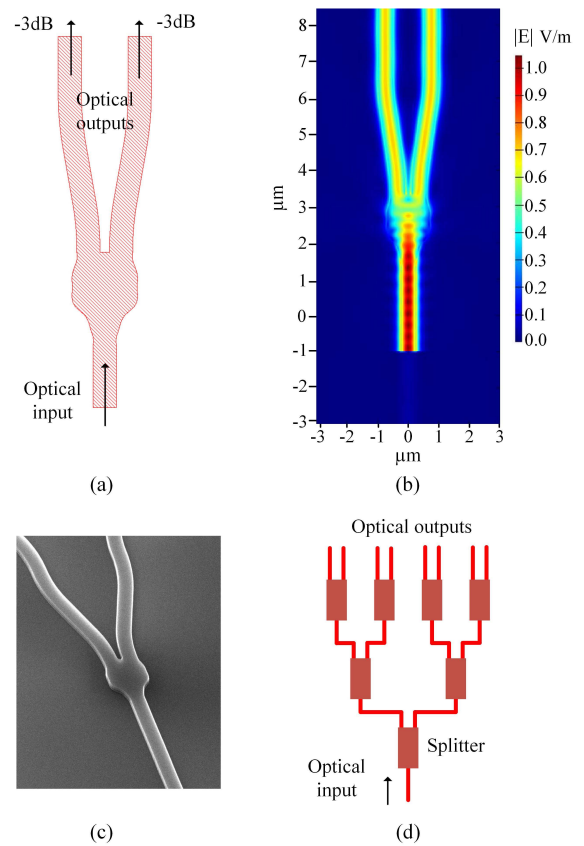 -3dB
-3dB
Optical
outputs
Optical
input
(a)
8
7
6
5
4
3
2
1
0
-1
-2
-3
μm
-3
-2
-1
0
1
2
3
μm
|E| V/m
1.0
0.9
0.8
0.7
0.6
0.5
0.4
0.3
0.2
0.1
0.0
(b)
(c)
Optical outputs
Splitter
Optical
input
(d)